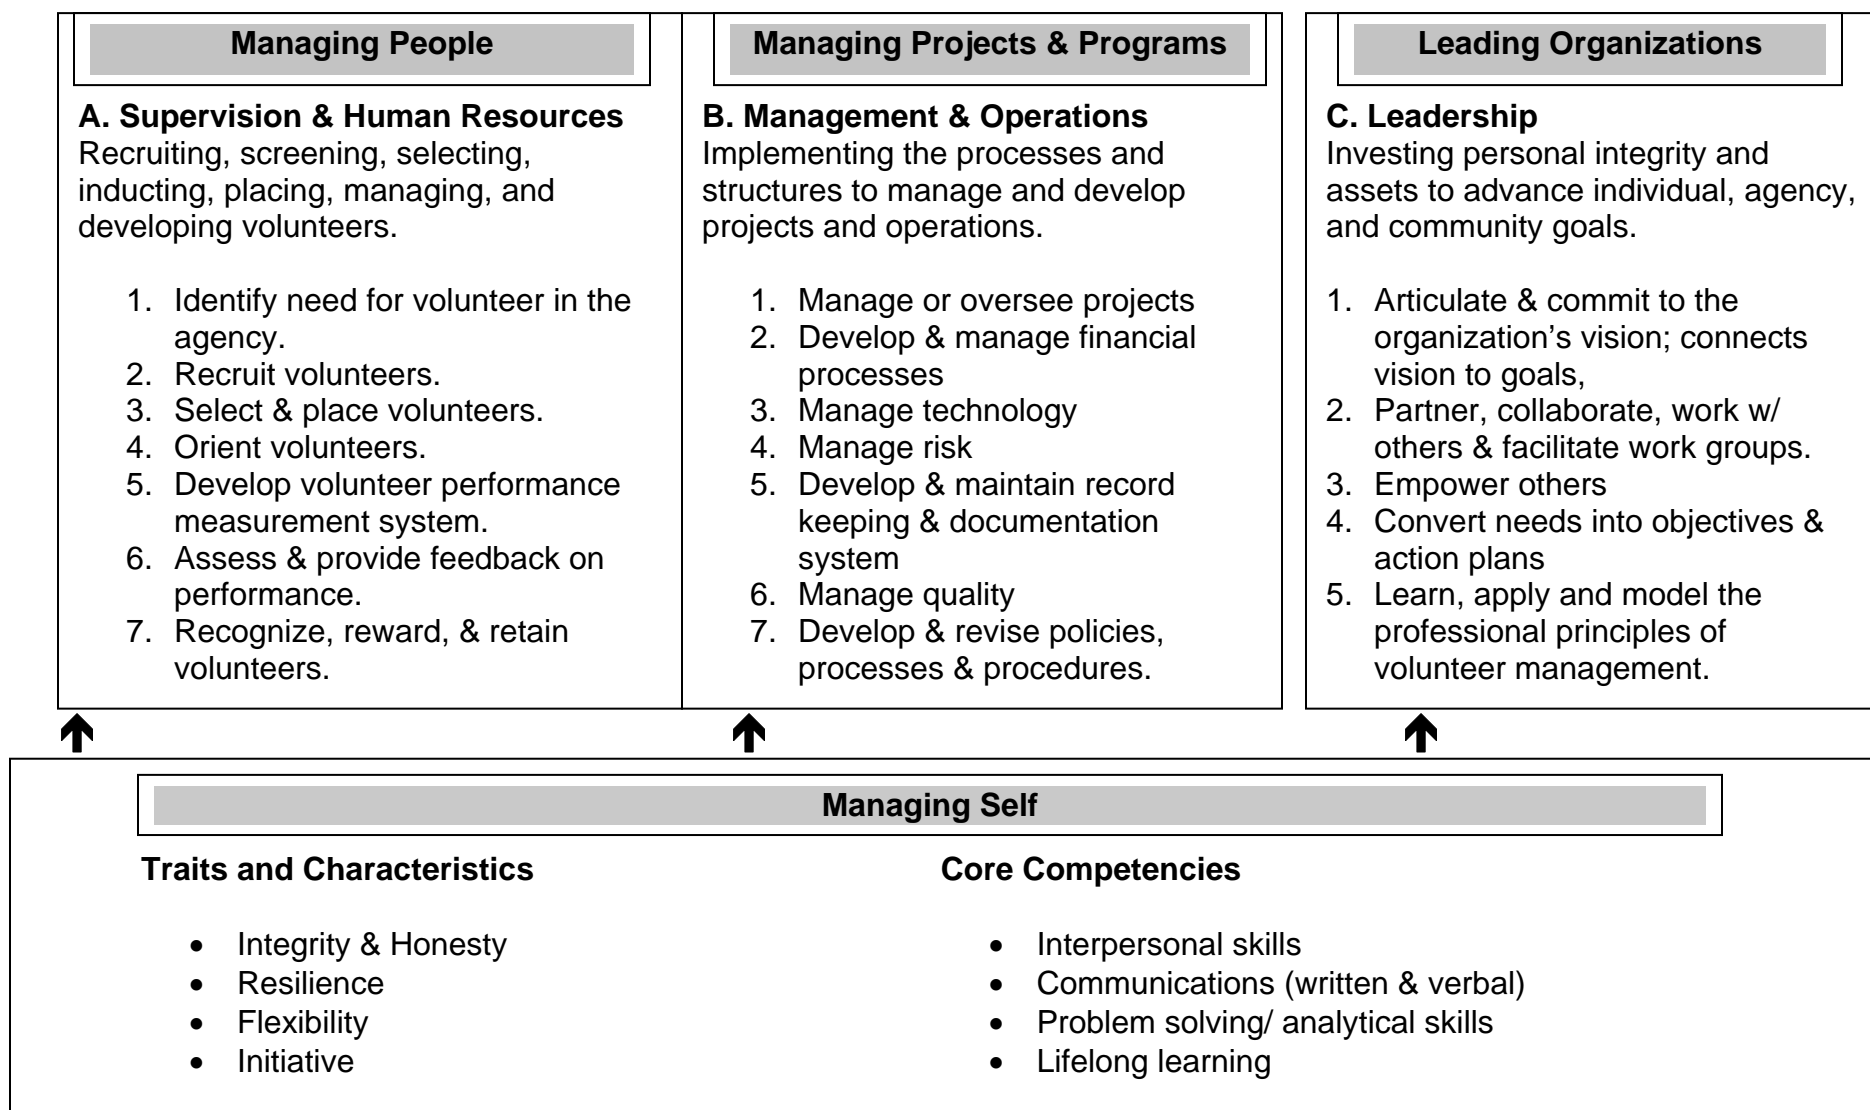 Managing People
A. Supervision & Human Resources
Recruiting, screening, selecting,
inducting, placing, managing, and
developing volunteers.
1. Identify need for volunteer in the
agency.
2. Recruit volunteers.
3. Select & place volunteers.
4. Orient volunteers.
5. Develop volunteer performance
measurement system.
6. Assess & provide feedback on
performance.
7. Recognize, reward, & retain
volunteers.
Managing Projects & Programs
B. Management & Operations
Implementing the processes and
structures to manage and develop
projects and operations.
1. Manage or oversee projects
2. Develop & manage financial
processes
3. Manage technology
4. Manage risk
5. Develop & maintain record
keeping & documentation
system
6. Manage quality
7. Develop & revise policies,
processes & procedures.
Leading Organizations
C. Leadership
Investing personal integrity and
assets to advance individual, agency,
and community goals.
1. Articulate & commit to the
organization’s vision; connects
vision to goals,
2. Partner, collaborate, work w/
others & facilitate work groups.
3. Empower others
4. Convert needs into objectives &
action plans
5. Learn, apply and model the
professional principles of
volunteer management.
Managing Self
Traits and Characteristics
• Integrity & Honesty
• Resilience
• Flexibility
• Initiative
Core Competencies
• Interpersonal skills
• Communications (written & verbal)
• Problem solving/ analytical skills
• Lifelong learning